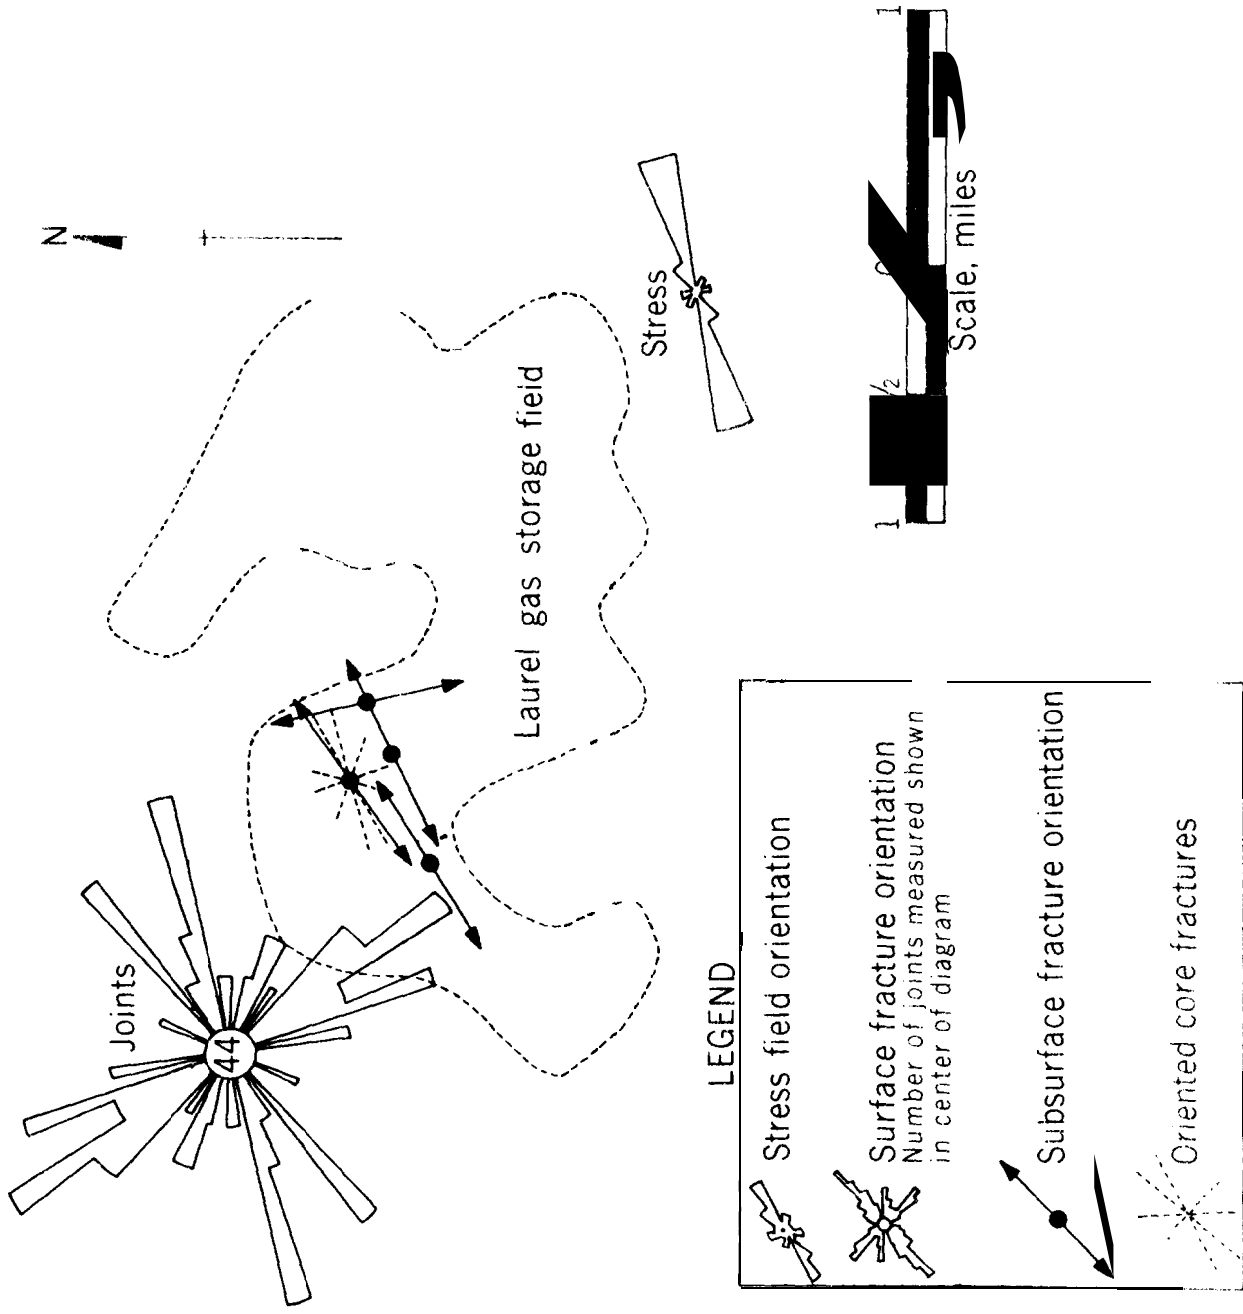 N
Joints
44
Laurel gas storage field
Stress
1 1/2 0 1
Scale, miles
LEGEND
Stress field orientation
Surface fracture orientation
Number of joints measured shown
in center of diagram
Subsurface fracture orientation
Oriented core fractures